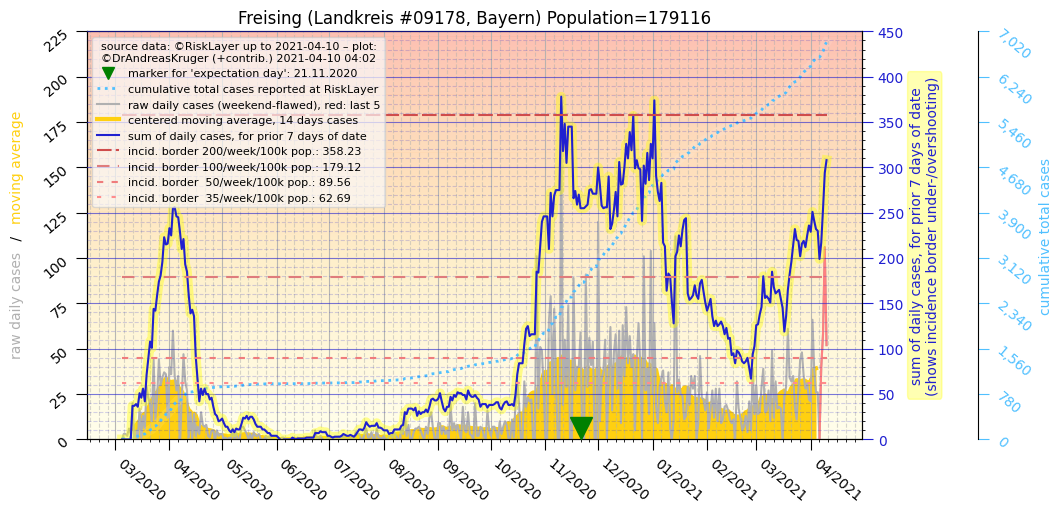 Freising (Landkreis #09178, Bayern) Population=179116
source data: ©RiskLayer up to 2021-04-10 – plot:
©DrAndreasKruger (+contrib.) 2021-04-10 04:02
marker for 'expectation day': 21.11.2020
cumulative total cases reported at RiskLayer
raw daily cases (weekend-flawed), red: last 5
centered moving average, 14 days cases
sum of daily cases, for prior 7 days of date
incid. border 200/week/100k pop.: 358.23
incid. border 100/week/100k pop.: 179.12
incid. border  50/week/100k pop.: 89.56
incid. border  35/week/100k pop.: 62.69
raw daily cases  /  moving average
225
200
175
150
125
100
75
50
25
0
03/2020
04/2020
05/2020
06/2020
07/2020
08/2020
09/2020
10/2020
11/2020
12/2020
01/2021
02/2021
03/2021
04/2021
450
400
350
300
250
200
150
100
50
0
sum of daily cases, for prior 7 days of date
(shows incidence border under-/overshooting)
7,020
6,240
5,460
4,680
3,900
3,120
2,340
1,560
780
0
cumulative total cases